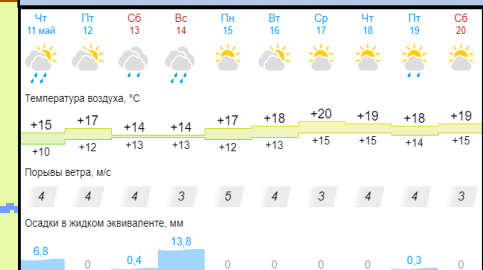 Чт Пт Сб Вс Пн Вт Ср Чт Пт Сб
11 май 12 13 14 15 16 17 18 19 20
Температура воздуха, °C
+15 +17 +14 +14 +17 +18 +20 +19 +18 +19
+10 +12 +13 +13 +12 +13 +15 +15 +14 +15
Порывы ветра, м/с
4 4 4 3 5 4 3 4 4 3
Осадки в жидком эквиваленте, мм
6,8 0 0,4 13,8 0 0 0 0 0,3 0